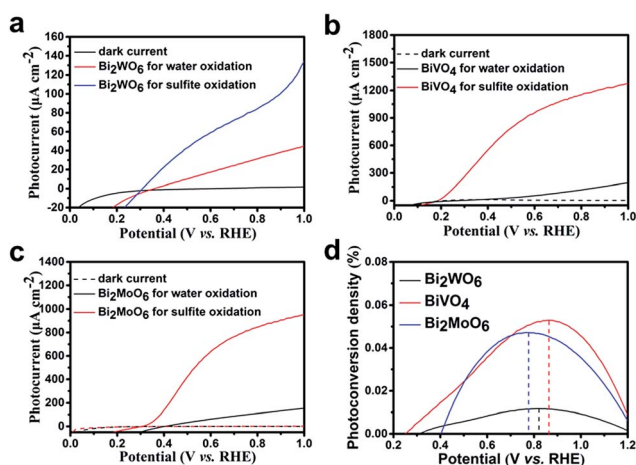 a
Photocurrent (μA cm⁻²)
160
140
120
100
80
60
40
20
0
-20
dark current
Bi₂WO₆ for water oxidation
Bi₂WO₆ for sulfite oxidation
0.0 0.2 0.4 0.6 0.8 1.0
Potential (V vs. RHE)
b
Photocurrent (μA cm⁻²)
1800
1500
1200
900
600
300
0
dark current
BiVO₄ for water oxidation
BiVO₄ for sulfite oxidation
0.0 0.2 0.4 0.6 0.8 1.0
Potential (V vs. RHE)
c
Photocurrent (μA cm⁻²)
1400
1200
1000
800
600
400
200
0
dark current
Bi₂MoO₆ for water oxidation
Bi₂MoO₆ for sulfite oxidation
0.0 0.2 0.4 0.6 0.8 1.0
Potential (V vs. RHE)
d
Photoconversion density (%)
0.08
0.06
0.04
0.02
0.00
Bi₂WO₆
BiVO₄
Bi₂MoO₆
0.2 0.4 0.6 0.8 1.0 1.2
Potential (V vs. RHE)